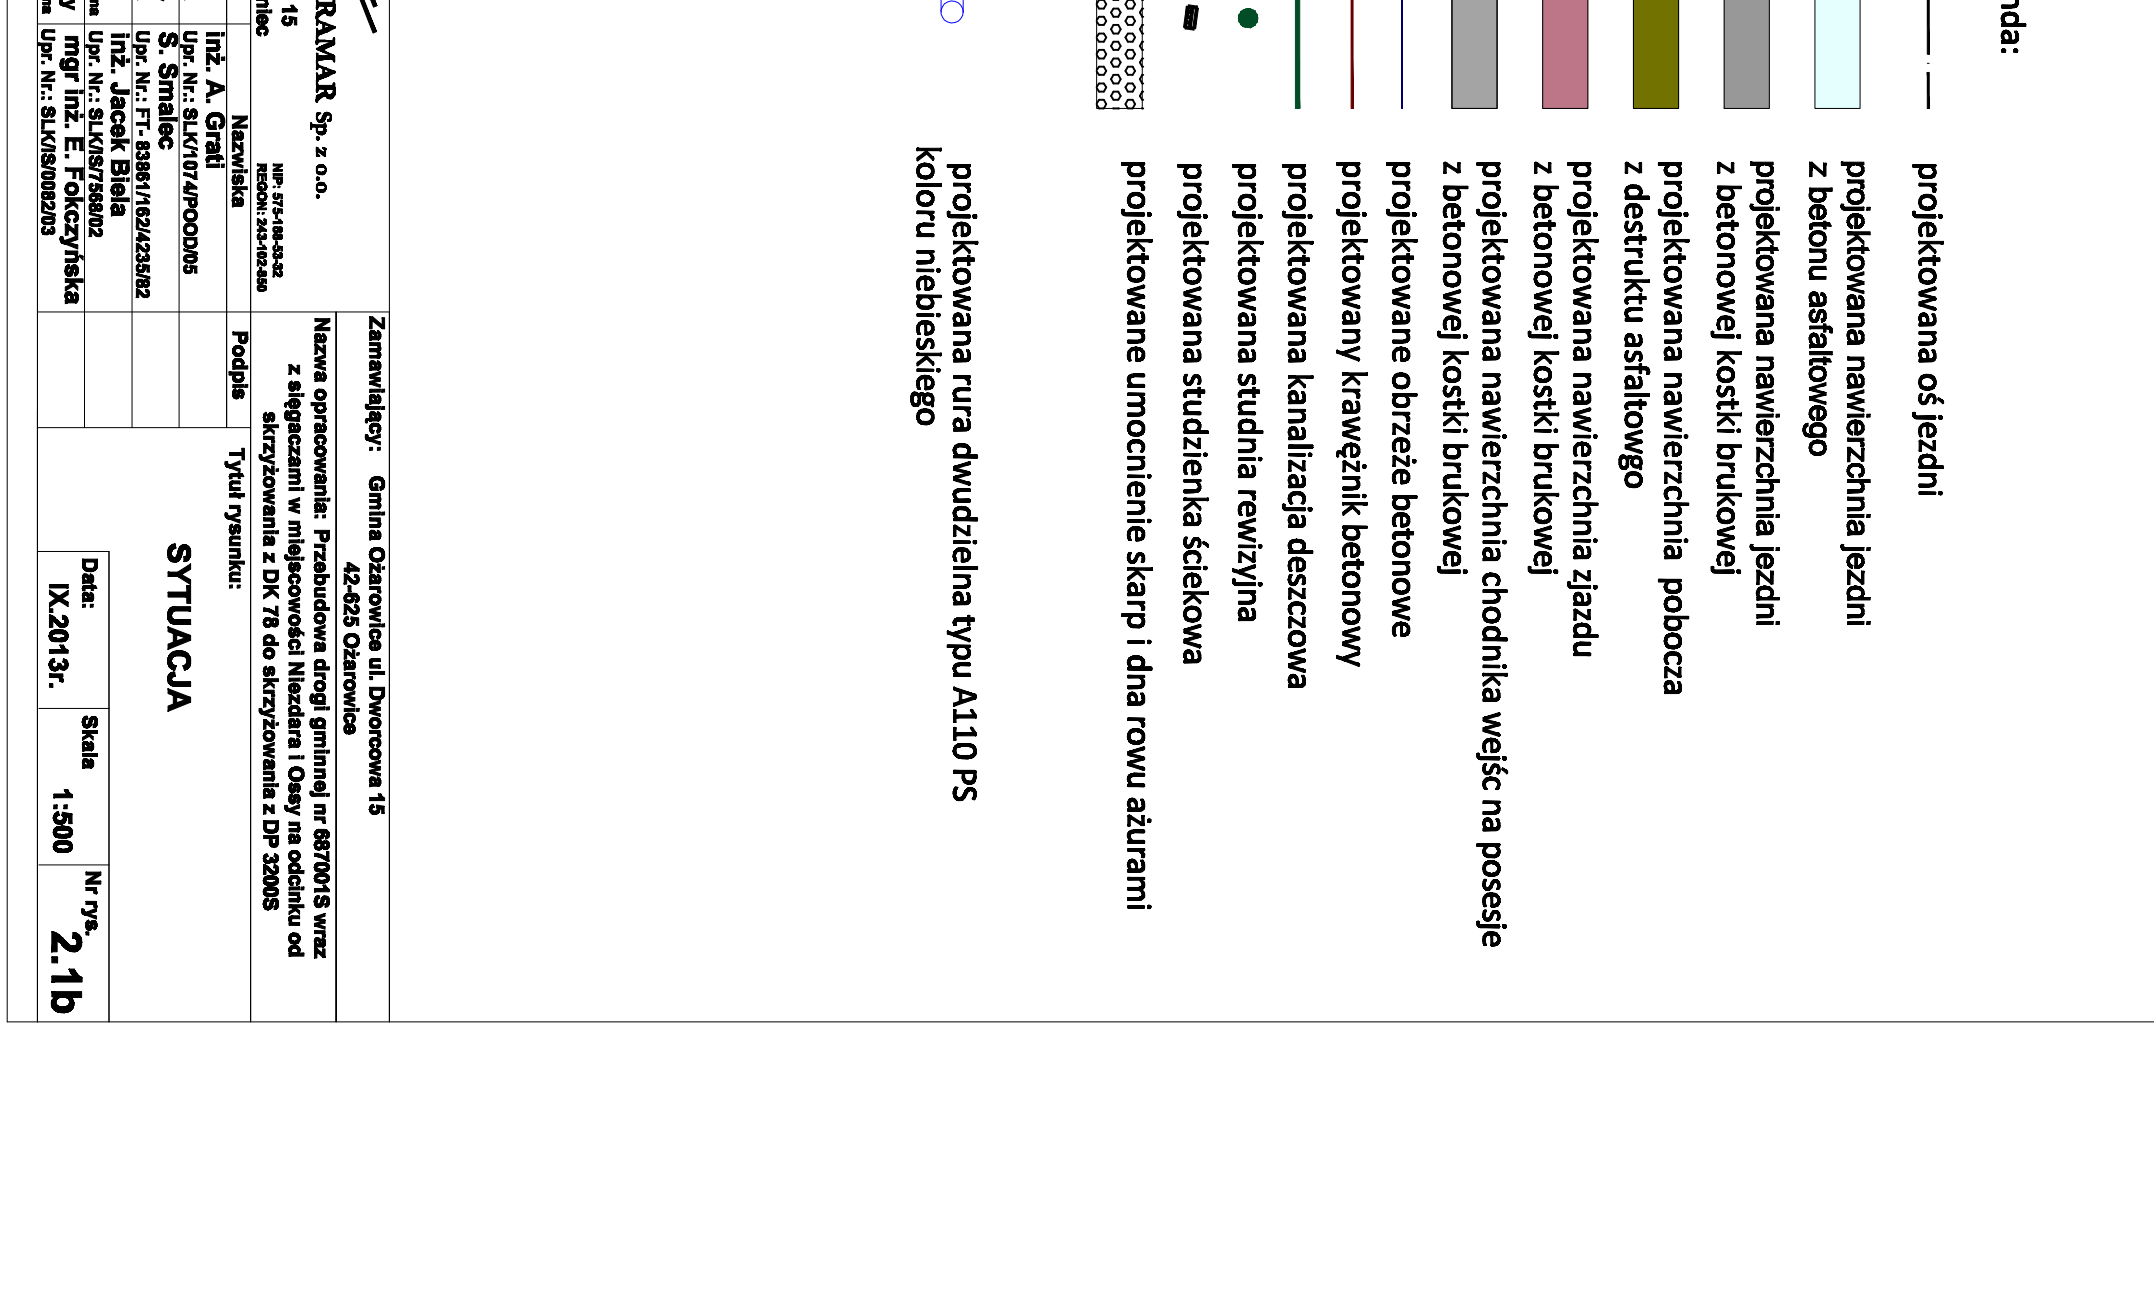 nda:
projektowana oś jezdni
projektowana nawierzchnia jezdni
z betonu asfaltowego
projektowana nawierzchnia jezdni
z betonowej kostki brukowej
projektowana nawierzchnia pobocza
z destruktu asfaltowgo
projektowana nawierzchnia zjazdu
z betonowej kostki brukowej
projektowana nawierzchnia chodnika wejśc na posesje
z betonowej kostki brukowej
projektowane obrzeże betonowe
projektowany krawężnik betonowy
projektowana kanalizacja deszczowa
projektowana studnia rewizyjna
projektowana studzienka ściekowa
projektowane umocnienie skarp i dna rowu ażurami
projektowana rura dwudzielna typu A110 PS
koloru niebieskiego
RAMAR Sp. z o.o.
15
niec
NIP: 575-188-53-32
REGON: 243-102-850
Zamawiający: Gmina Ożarowice ul. Dworcowa 15
42-625 Ożarowice
Nazwa opracowania: Przebudowa drogi gminnej nr 687001S wraz
z sięgaczami w miejscowości Niezdara i Ossy na odcinku od
skrzyżowania z DK 78 do skrzyżowania z DP 3200S
Nazwiska
Podpis
Tytuł rysunku:
inż. A. Grati
Upr. Nr.: SLK/1074/POOD/05
S. Smalec
Upr. Nr.: FT- 83861/162/4235/82
inż. Jacek Biela
Upr. Nr.: SLK/IS/7568/02
mgr inż. E. Fokczyńska
Upr. Nr.: SLK/IS/0082/03
SYTUACJA
Data:
IX.2013r.
Skala
1:500
Nr rys.
2.1b